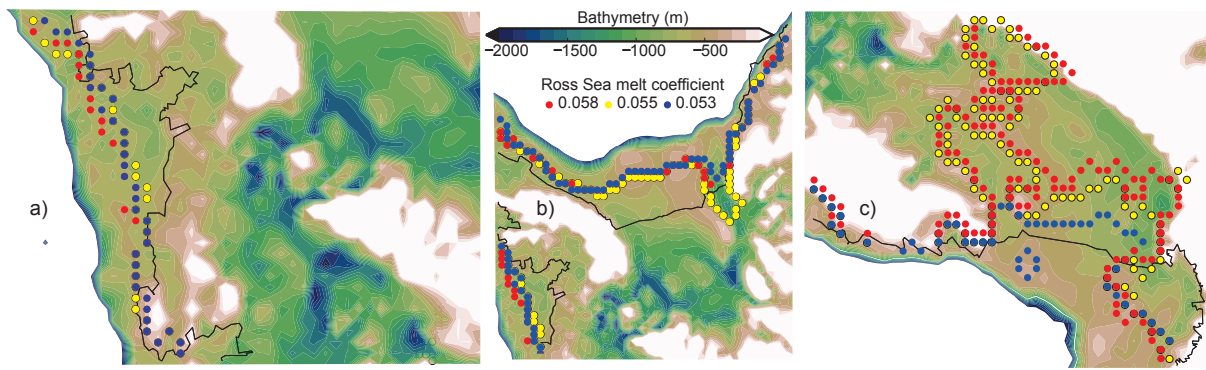 Bathymetry (m)
−2000 −1500 −1000 −500
Ross Sea melt coefficient
0.058 0.055 0.053
a)
b)
c)